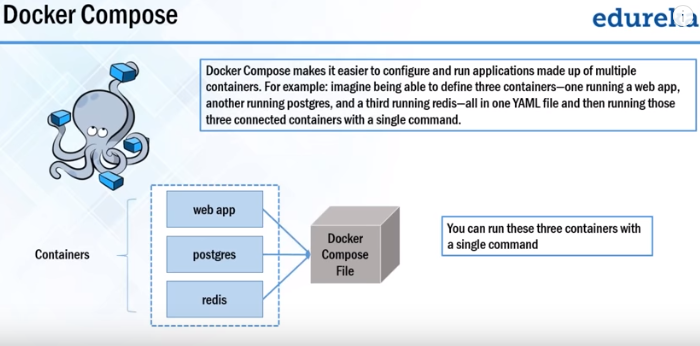 Docker Compose
Docker Compose makes it easier to configure and run applications made up of multiple
containers. For example: imagine being able to define three containers—one running a web app,
another running postgres, and a third running redis—all in one YAML file and then running those
three connected containers with a single command.
web app
Containers
postgres
redis
Docker
Compose
File
You can run these three containers with
a single command